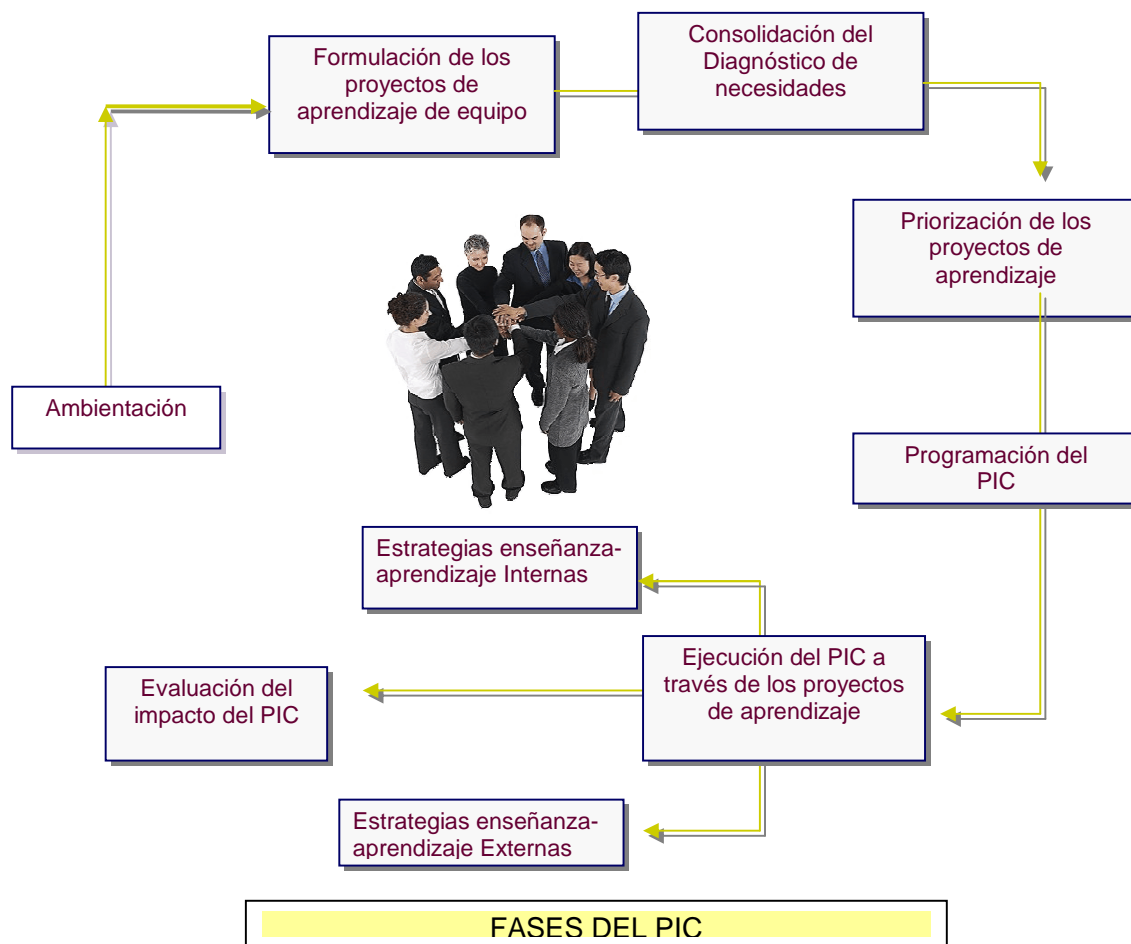 Formulación de los
proyectos de
aprendizaje de equipo
Consolidación del
Diagnóstico de
necesidades
Priorización de los
proyectos de
aprendizaje
Ambientación
Programación del
PIC
Estrategias enseñanza-
aprendizaje Internas
Ejecución del PIC a
través de los proyectos
de aprendizaje
Evaluación del
impacto del PIC
Estrategias enseñanza-
aprendizaje Externas
FASES DEL PIC